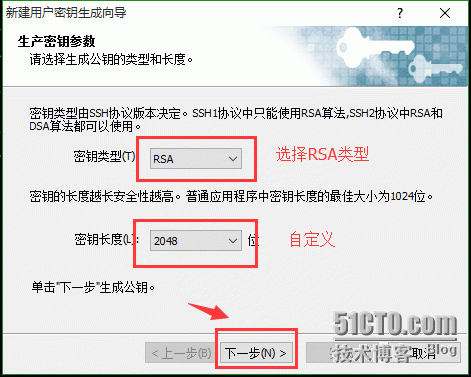 新建用户密钥生成向导
?
×
生产密钥参数
请选择生成公钥的类型和长度。
密钥类型由SSH协议版本决定。SSH1协议中只能使用RSA算法,SSH2协议中RSA和
DSA算法都可以使用。
密钥类型(T)
RSA
选择RSA类型
密钥的长度越长安全性越高。普通应用程序中密钥长度的最佳大小为1024位。
密钥长度(L):
2048
位
自定义
单击"下一步"生成公钥。
< 上一步(B)
下一步(N) >
取消
51CTO.com
技术博客 Blog